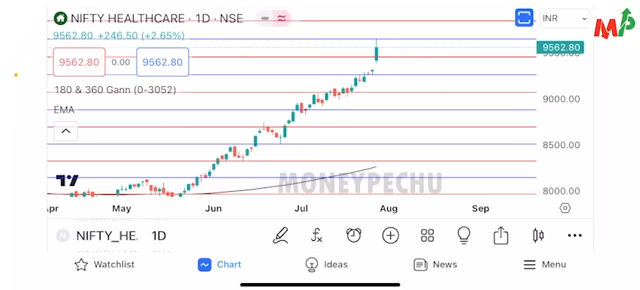 NIFTY HEALTHCARE · 1D · NSE
INR
MP
9562.80 +246.50 (+2.65%)
9562.80
9562.80 0.00 9562.80
180 & 360 Gann (0-3052)
9000.00
EMA
8500.00
MONEYPECHU
8000.00
May Jun Jul Aug Sep
NIFTY_HE. 1D
Watchlist Chart Ideas News Menu